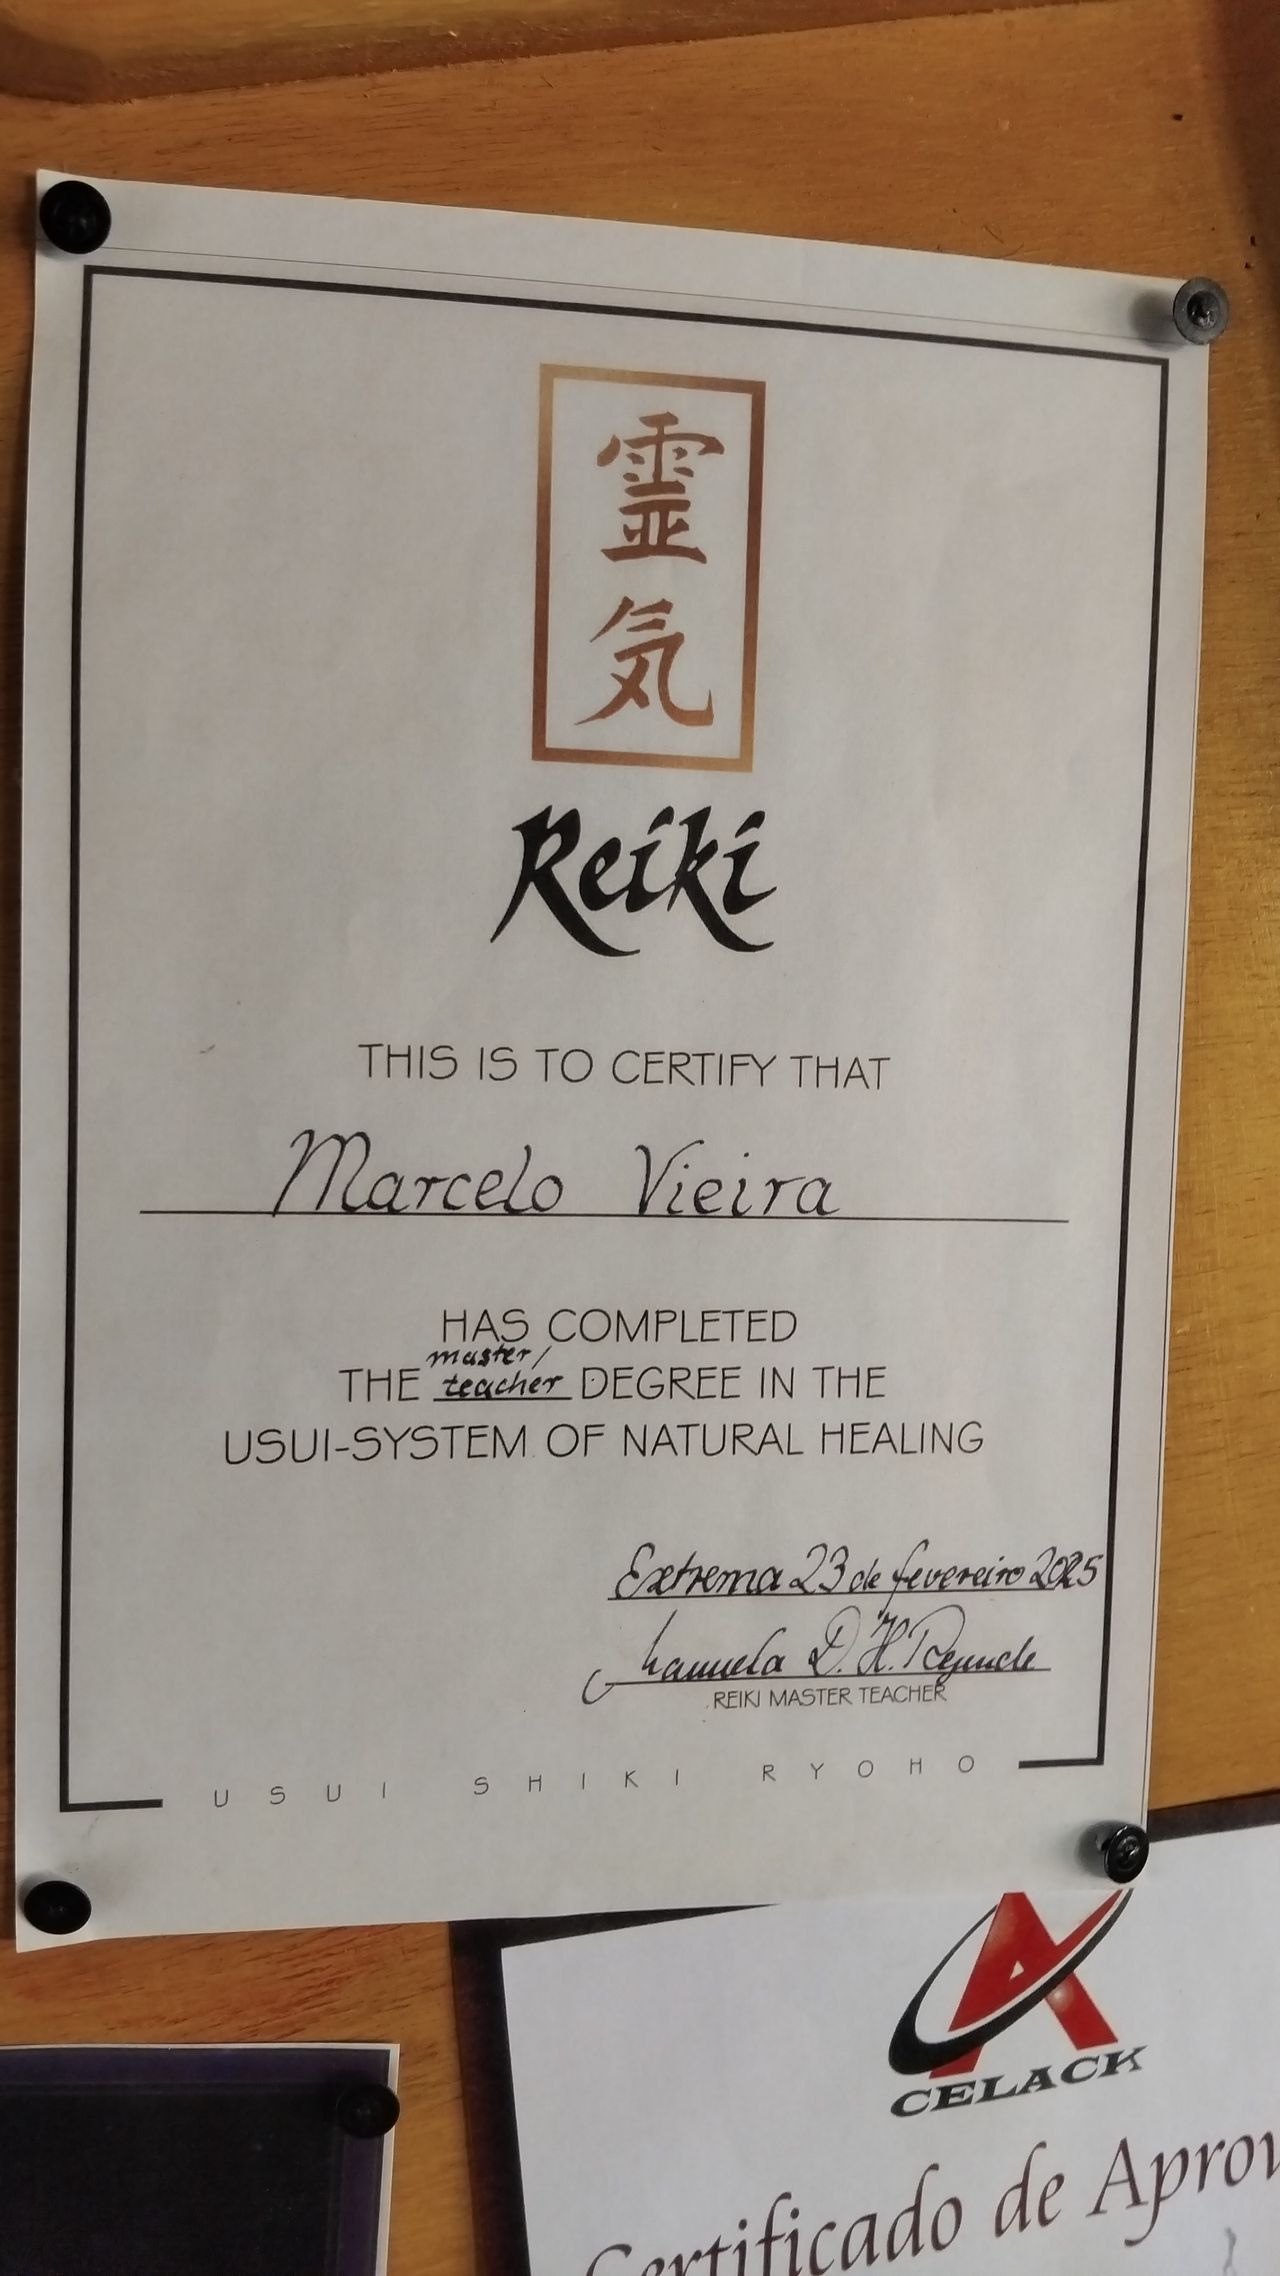 霊気
Reiki
THIS IS TO CERTIFY THAT
Marcelo Vieira
HAS COMPLETED
master/
THE teacher DEGREE IN THE
USUI-SYSTEM OF NATURAL HEALING
Extrema 23 de fevereiro 2025
D. H.
REIKI MASTER TEACHER
USUI SHIKI RYOHO
A
CELACK
Certificado de Aprov